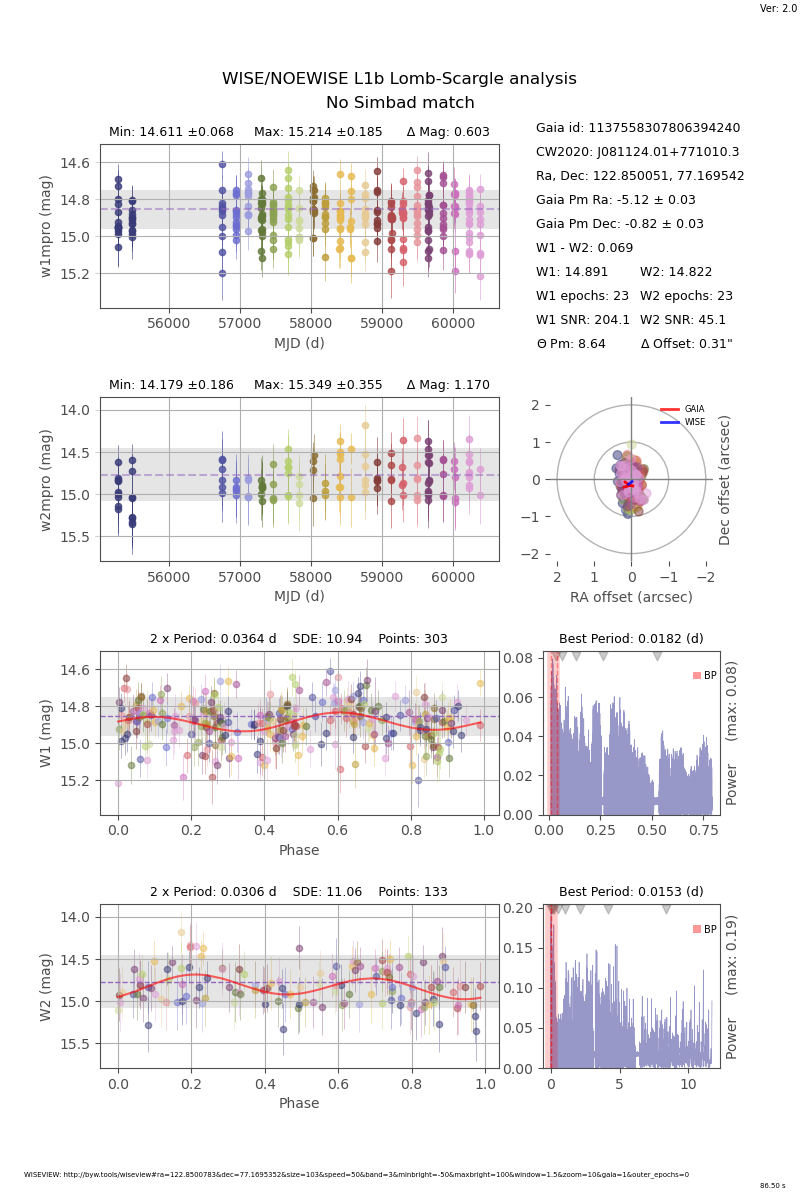 Ver: 2.0
WISE/NOEWISE L1b Lomb-Scargle analysis
No Simbad match
Min: 14.611 ±0.068 Max: 15.214 ±0.185 Δ Mag: 0.603
14.6
14.8
15.0
15.2
w1mpro (mag)
56000 57000 58000 59000 60000
MJD (d)
Gaia id: 1137558307806394240
CW2020: J081124.01+771010.3
Ra, Dec: 122.850051, 77.169542
Gaia Pm Ra: -5.12 ± 0.03
Gaia Pm Dec: -0.82 ± 0.03
W1 - W2: 0.069
W1: 14.891 W2: 14.822
W1 epochs: 23 W2 epochs: 23
W1 SNR: 204.1 W2 SNR: 45.1
Θ Pm: 8.64 Δ Offset: 0.31"
Min: 14.179 ±0.186 Max: 15.349 ±0.355 Δ Mag: 1.170
14.0
14.5
15.0
15.5
w2mpro (mag)
56000 57000 58000 59000 60000
MJD (d)
GAIA
WISE
2
1
0
−1
−2
Dec offset (arcsec)
2 1 0 −1 −2
RA offset (arcsec)
2 x Period: 0.0364 d SDE: 10.94 Points: 303
14.6
14.8
15.0
15.2
W1 (mag)
0.0 0.2 0.4 0.6 0.8 1.0
Phase
Best Period: 0.0182 (d)
BP
0.08
0.06
0.04
0.02
0.00
Power (max: 0.08)
0.00 0.25 0.50 0.75
2 x Period: 0.0306 d SDE: 11.06 Points: 133
14.0
14.5
15.0
15.5
W2 (mag)
0.0 0.2 0.4 0.6 0.8 1.0
Phase
Best Period: 0.0153 (d)
BP
0.20
0.15
0.10
0.05
0.00
Power (max: 0.19)
0 5 10
WISEVIEW: http://byw.tools/wiseview#ra=122.8500783&dec=77.1695352&size=103&speed=50&band=3&minbright=-50&maxbright=100&window=1.5&zoom=10&gaia=1&outer_epochs=0
86.50 s